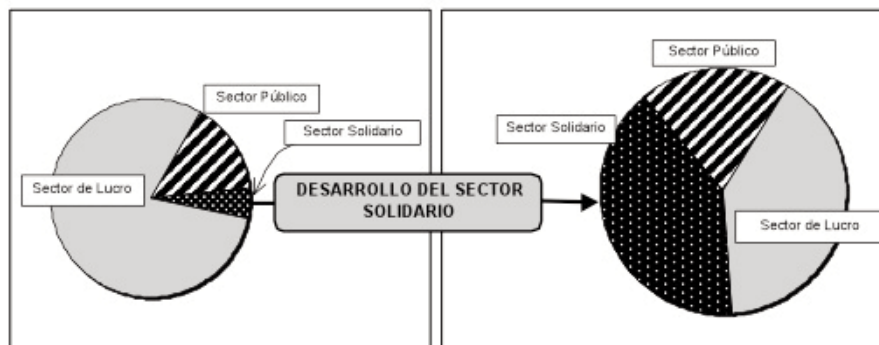 Sector Público
Sector Solidario
Sector de Lucro
DESARROLLO DEL SECTOR
SOLIDARIO
Sector Público
Sector Solidario
Sector de Lucro